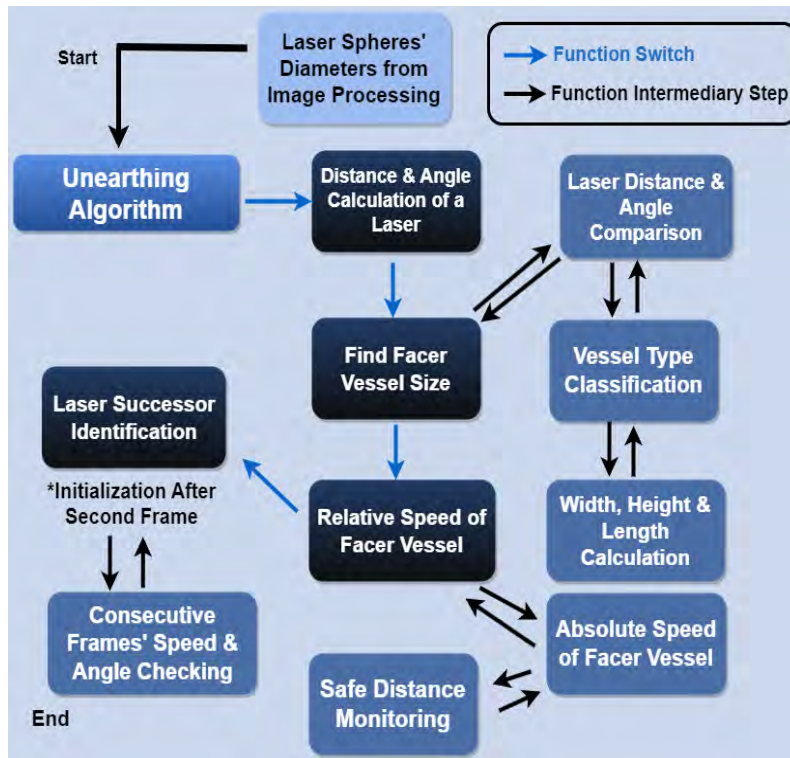 Start
Laser Spheres'
Diameters from
Image Processing
Function Switch
Function Intermediary Step
Unearthing
Algorithm
Distance & Angle
Calculation of a
Laser
Laser Distance &
Angle
Comparison
Find Facer
Vessel Size
Vessel Type
Classification
Laser Successor
Identification
*Initialization After
Second Frame
Relative Speed of
Facer Vessel
Width, Height &
Length
Calculation
Consecutive
Frames' Speed &
Angle Checking
Absolute Speed
of Facer Vessel
Safe Distance
Monitoring
End